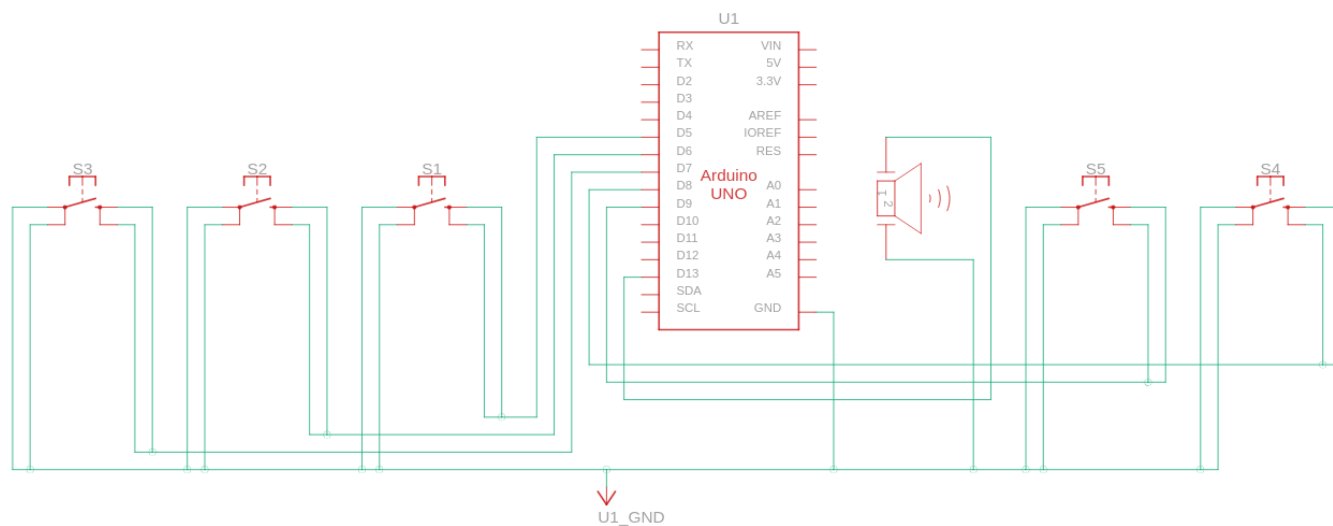 U1
RX VIN
TX 5V
D2 3.3V
D3
D4 AREF
D5 IOREF
D6 RES
D7
Arduino
UNO
D8 A0
D9 A1
D10 A2
D11 A3
D12 A4
D13 A5
SDA
SCL GND
S3
S2
S1
1
2
S5
S4
U1_GND